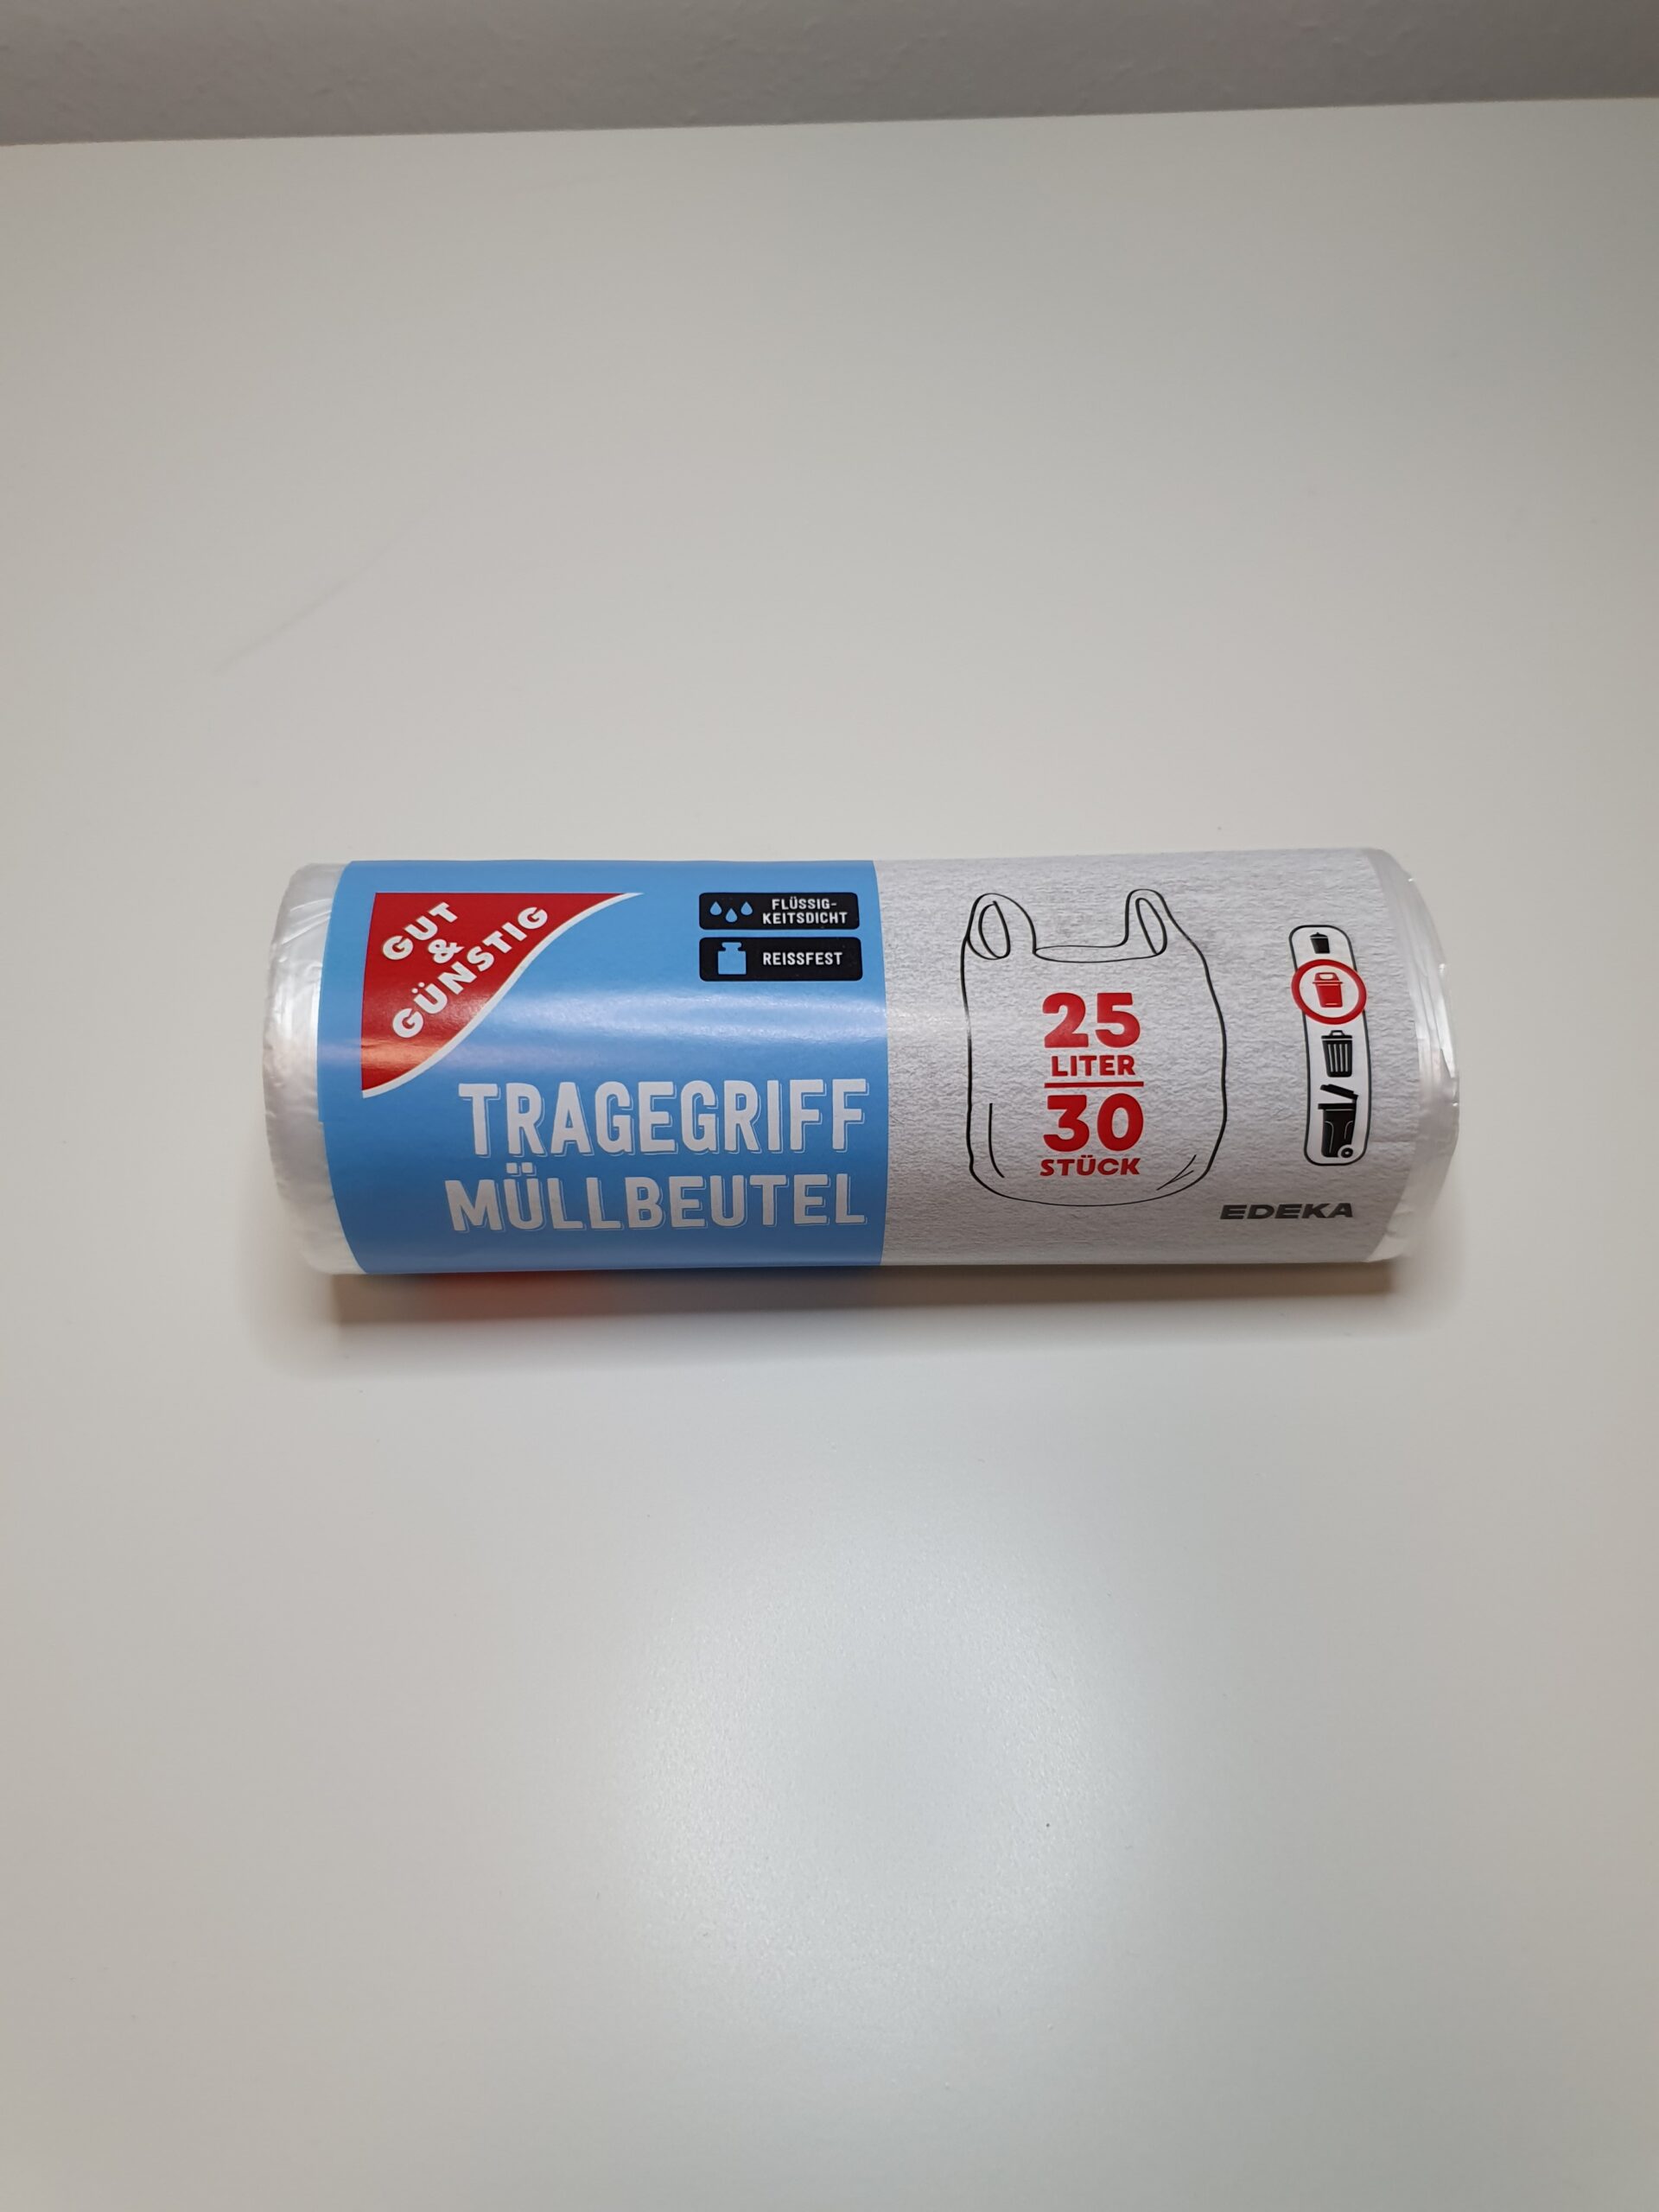 GUT
&
GÜNSTIG
FLÜSSIG-
KEITSDICHT
REISSFEST
TRAGEGRIFF
MÜLLBEUTEL
25
LITER
30
STÜCK
EDEKA